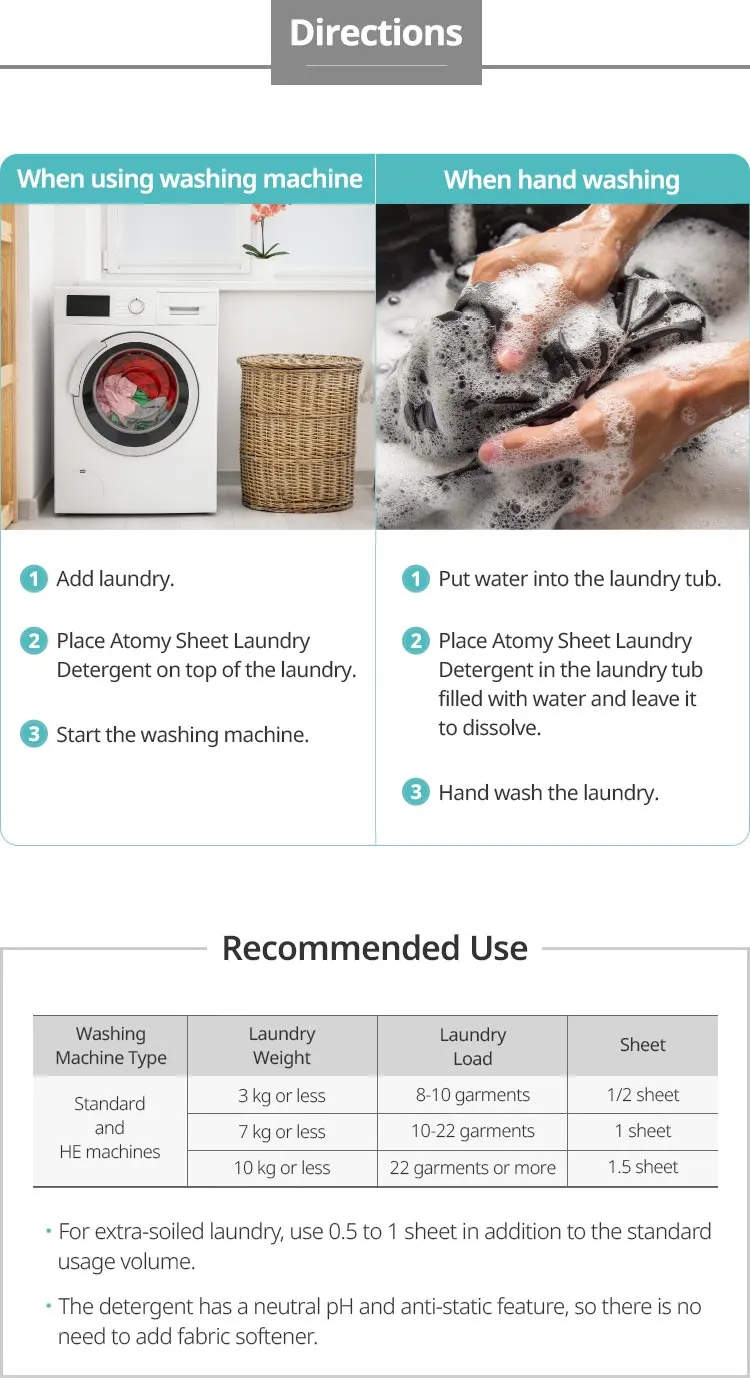 Directions
When using washing machine
When hand washing
1 Add laundry.
2 Place Atomy Sheet Laundry
Detergent on top of the laundry.
3 Start the washing machine.
1 Put water into the laundry tub.
2 Place Atomy Sheet Laundry
Detergent in the laundry tub
filled with water and leave it
to dissolve.
3 Hand wash the laundry.
Recommended Use
Washing
Machine Type
Laundry
Weight
Laundry
Load
Sheet
Standard
and
HE machines
3 kg or less
8-10 garments
1/2 sheet
7 kg or less
10-22 garments
1 sheet
10 kg or less
22 garments or more
1.5 sheet
· For extra-soiled laundry, use 0.5 to 1 sheet in addition to the standard
usage volume.
· The detergent has a neutral pH and anti-static feature, so there is no
need to add fabric softener.